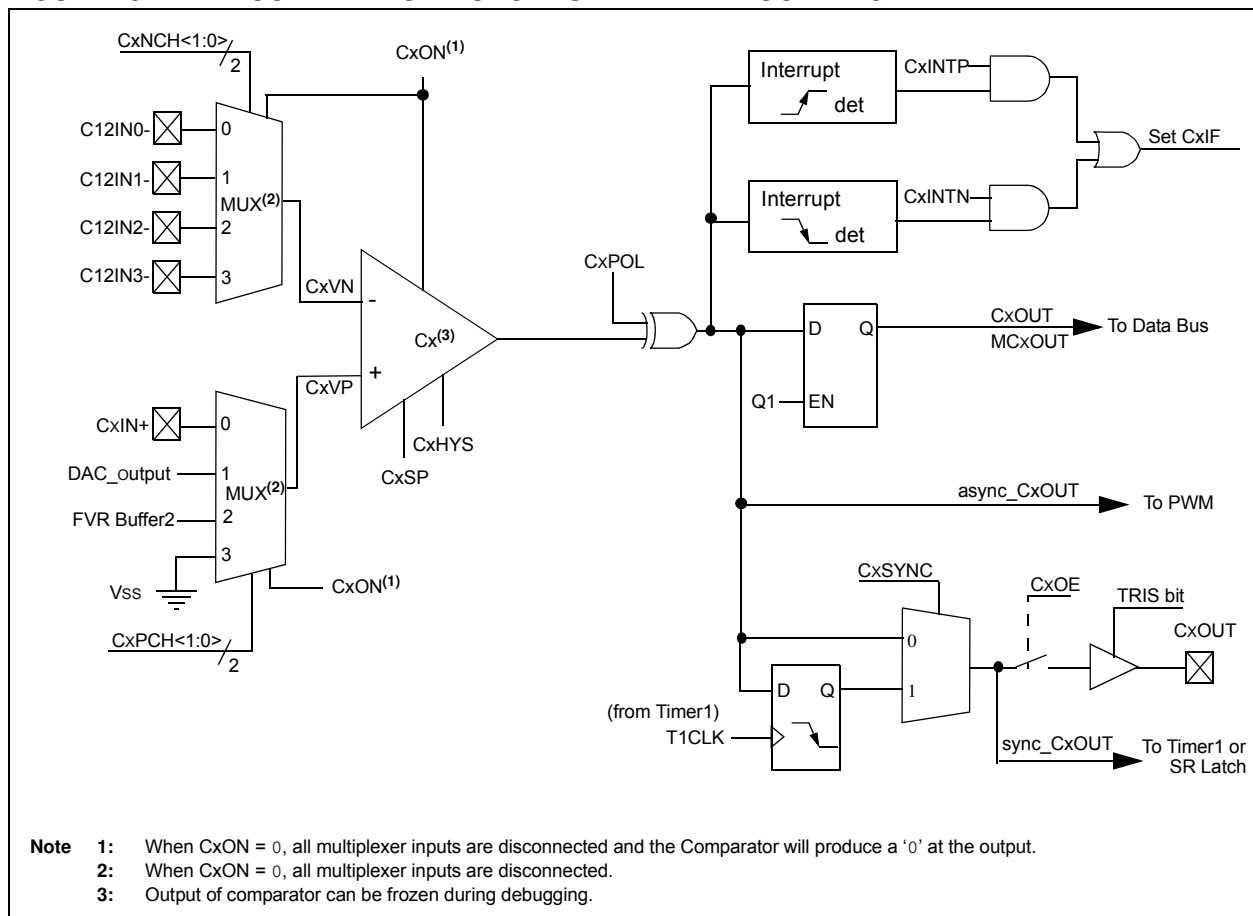 CxNCH<1:0>
2
CxON(1)
C12IN0-
0
C12IN1-
1
MUX(2)
C12IN2-
2
C12IN3-
3
CxVN
-
Cx(3)
CxVP
+
CxHYS
CxSP
CxIN+
0
DAC_output
1
MUX(2)
FVR Buffer2
2
3
VSS
CxON(1)
CxPCH<1:0>
2
CxPOL
Interrupt
det
CxINTP
Set CxIF
Interrupt
det
CxINTN
D
Q
Q1
EN
CxOUT
MCxOUT
To Data Bus
async_CxOUT
To PWM
CxSYNC
CxOE
TRIS bit
CxOUT
0
1
D
Q
(from Timer1)
T1CLK
sync_CxOUT
To Timer1 or
SR Latch
Note 1: When CxON = 0, all multiplexer inputs are disconnected and the Comparator will produce a ‘0’ at the output.
2: When CxON = 0, all multiplexer inputs are disconnected.
3: Output of comparator can be frozen during debugging.